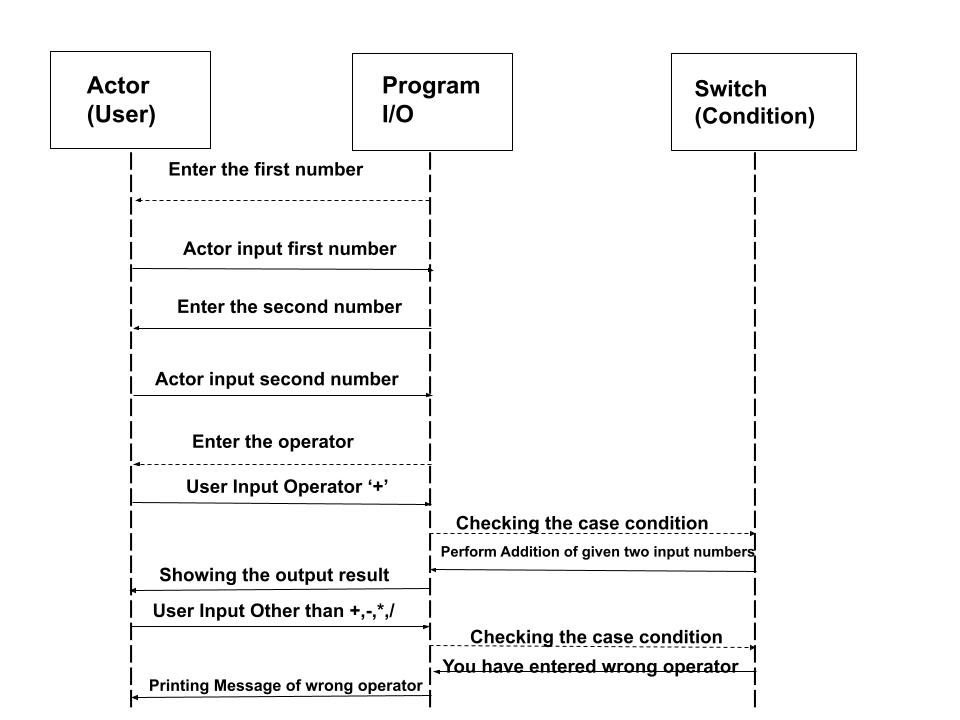 Actor
(User)
Program
I/O
Switch
(Condition)
Enter the first number
Actor input first number
Enter the second number
Actor input second number
Enter the operator
User Input Operator ‘+’
Checking the case condition
Perform Addition of given two input numbers
Showing the output result
User Input Other than +,-,*,/
Checking the case condition
You have entered wrong operator
Printing Message of wrong operator